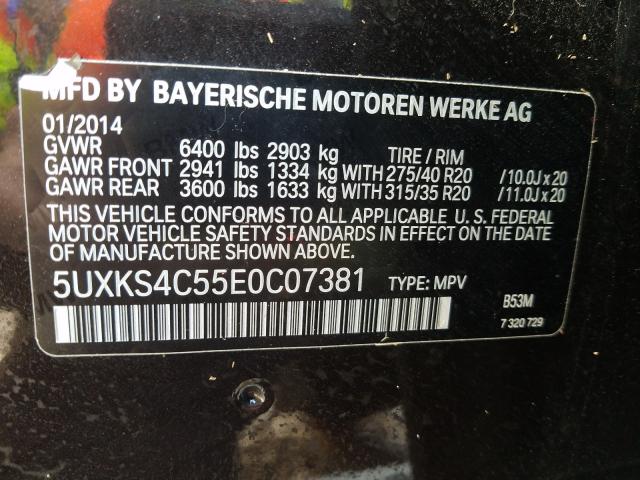 MFD BY BAYERISCHE MOTOREN WERKE AG
01/2014
GVWR 6400 lbs 2903 kg TIRE / RIM
GAWR FRONT 2941 lbs 1334 kg WITH 275/40 R20 /10.0J x 20
GAWR REAR 3600 lbs 1633 kg WITH 315/35 R20 /11.0J x 20
THIS VEHICLE CONFORMS TO ALL APPLICABLE U. S. FEDERAL
MOTOR VEHICLE SAFETY STANDARDS IN EFFECT ON THE DATE
OF MANUFACTURE SHOWN ABOVE.
5UXKS4C55E0C07381 TYPE: MPV B53M
7 320 729